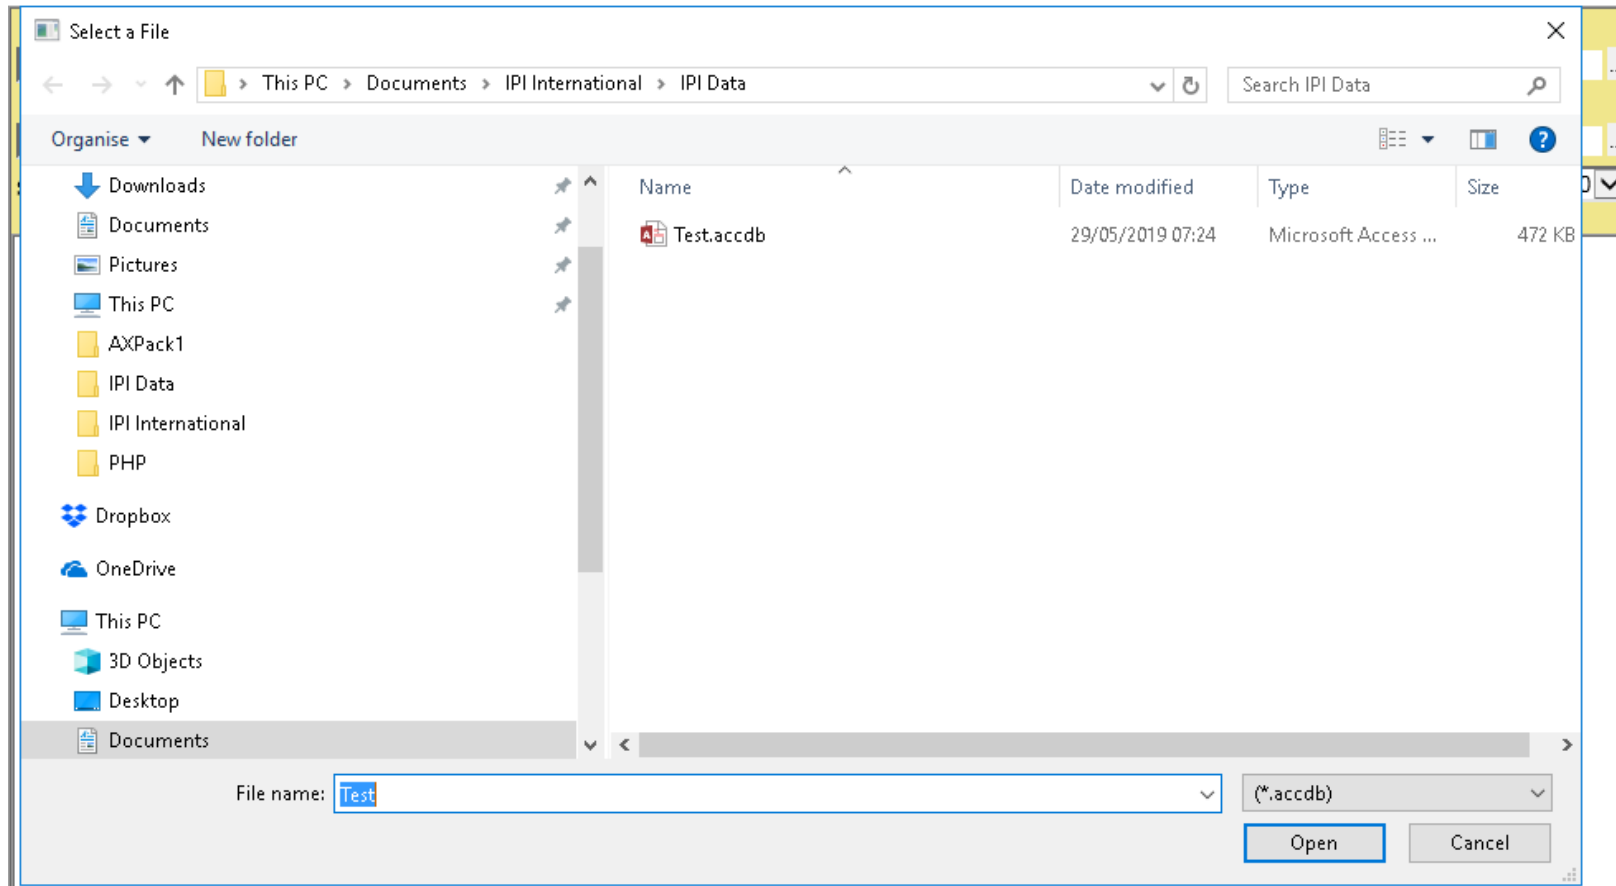 Select a File
This PC > Documents > IPI International > IPI Data
Search IPI Data
Organise
New folder
?
Downloads
Documents
Pictures
This PC
AXPack1
IPI Data
IPI International
PHP
Dropbox
OneDrive
This PC
3D Objects
Desktop
Documents
Name Date modified Type Size
Test.accdb 29/05/2019 07:24 Microsoft Access ... 472 KB
File name: Test
(*.accdb)
Open Cancel